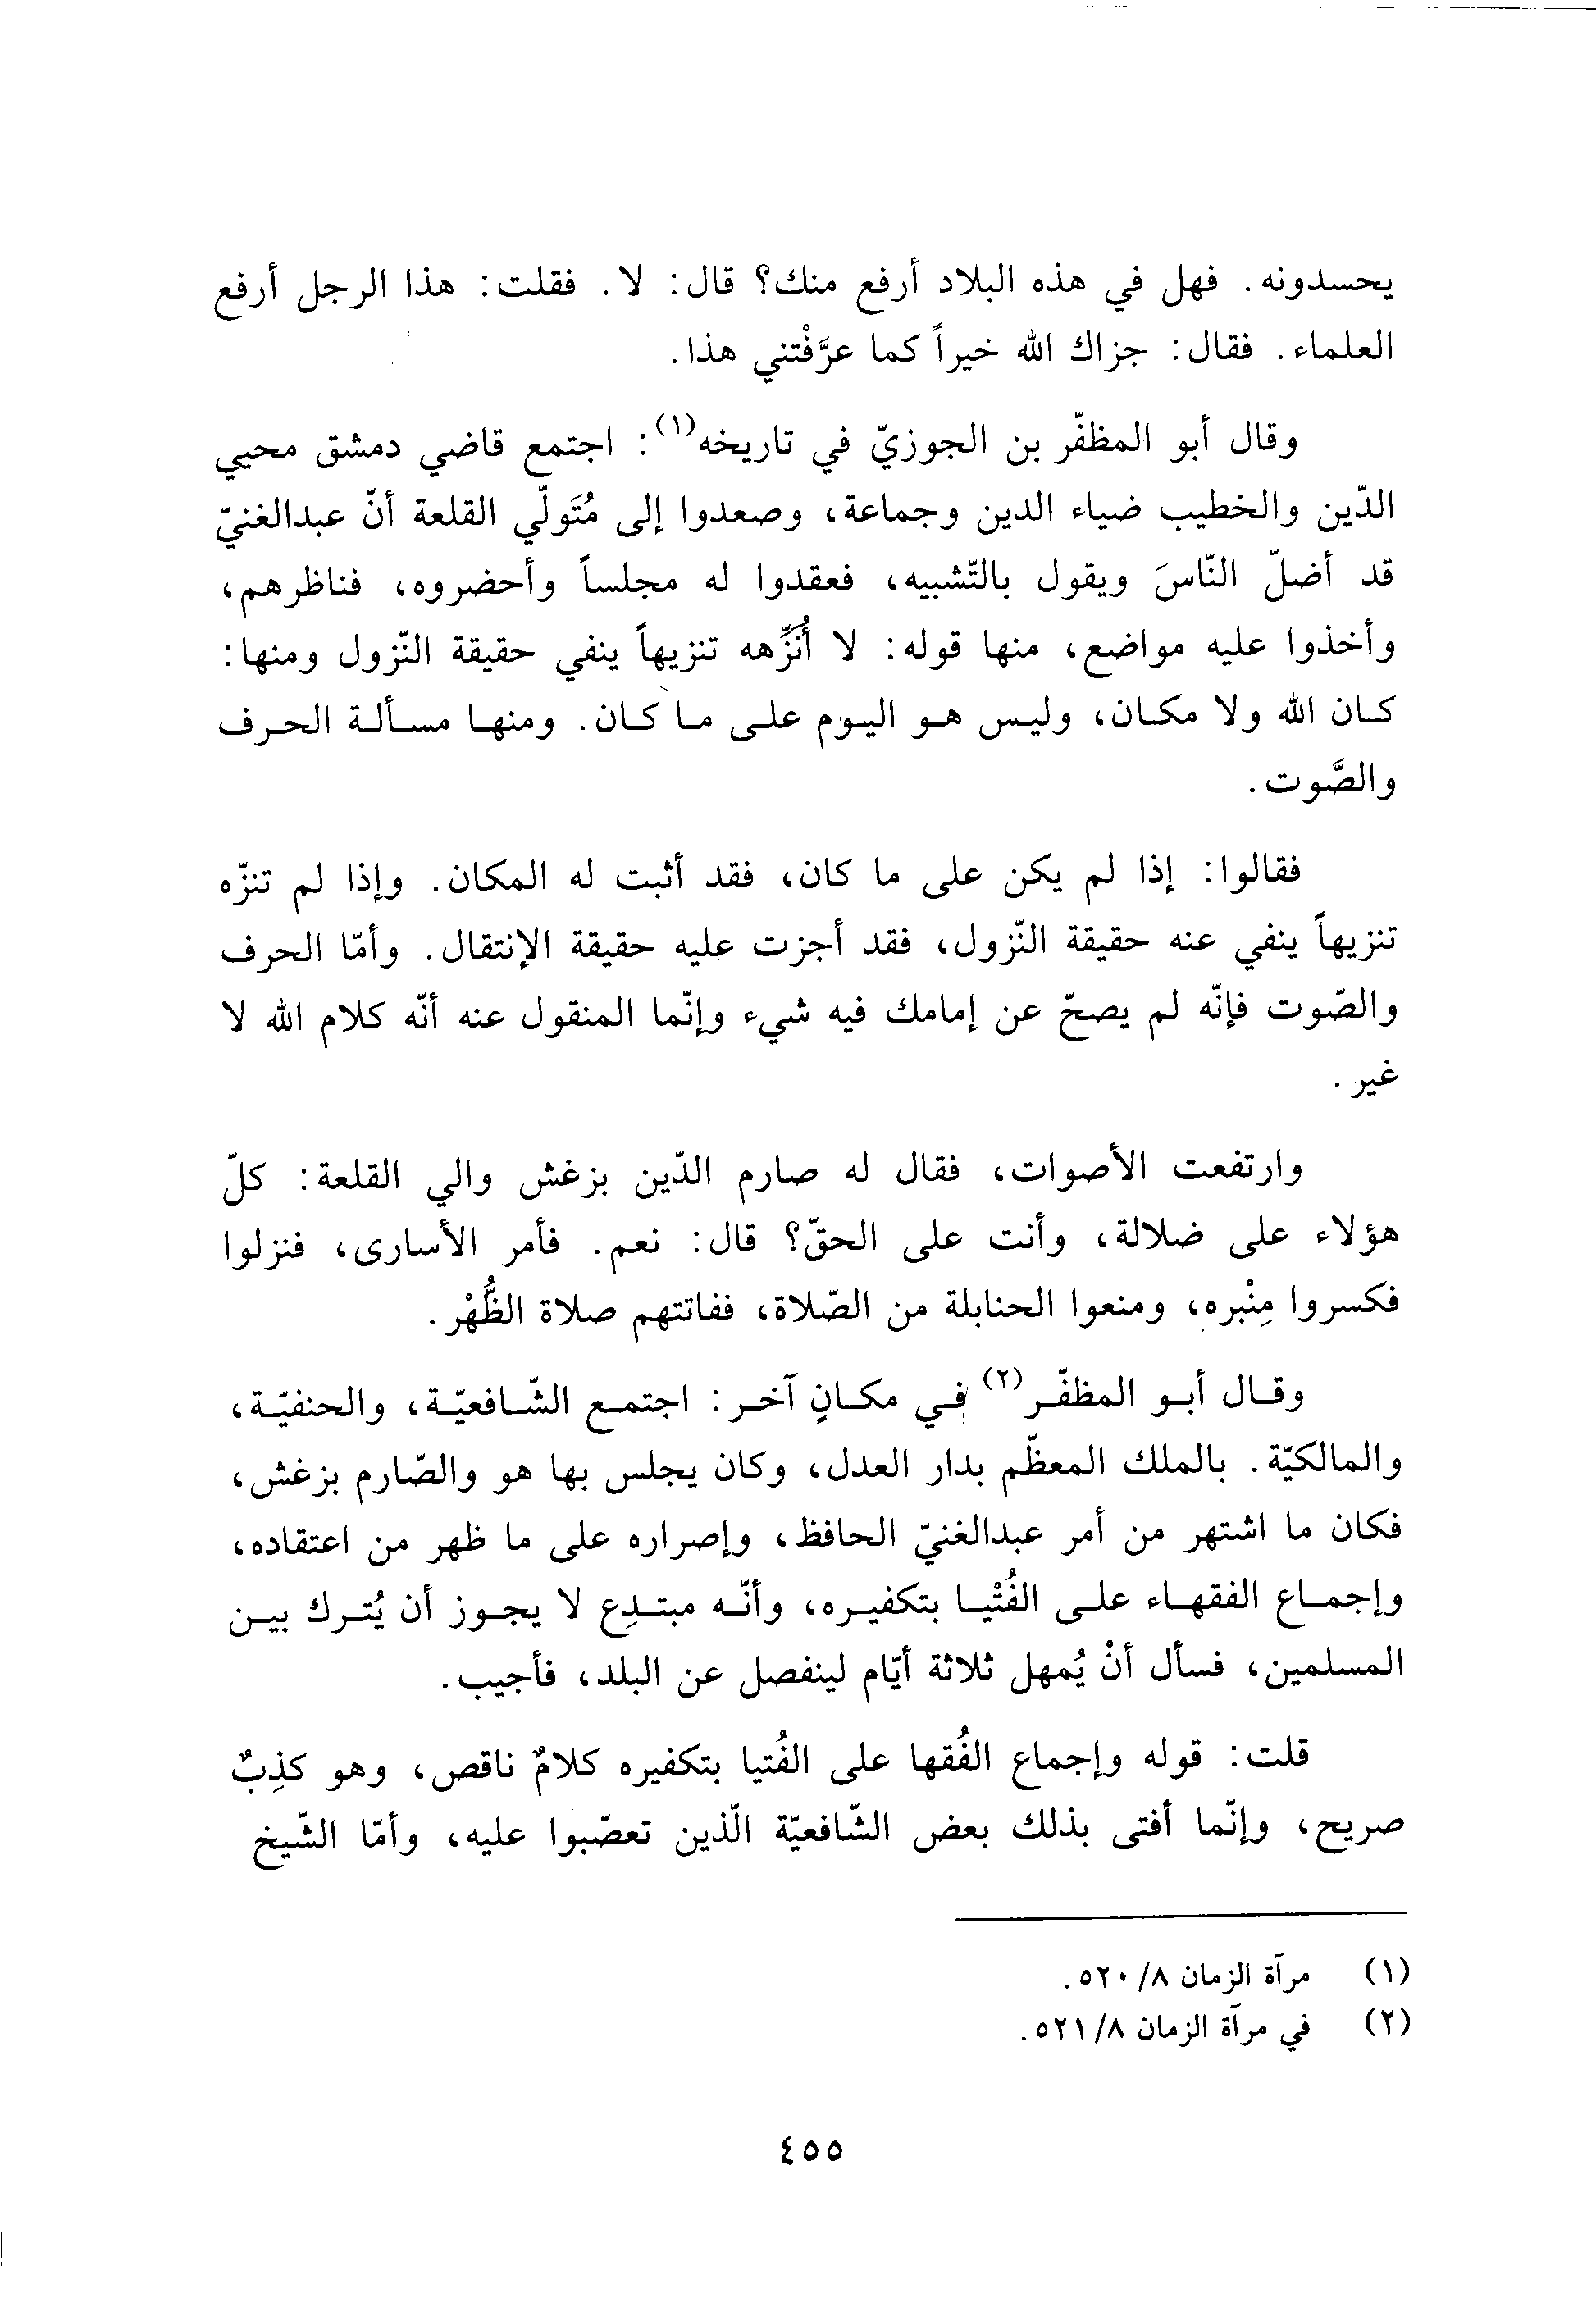 يحسدونه. فهل في هذه البلاد أرفع منك؟ قال: لا. فقلت: هذا الرجل أرفع
العلماء. فقال: جزاك الله خيراً كما عرَّفْتني هذا.
وقال أبو المظفّر بن الجوزيّ في تاريخه(١): اجتمع قاضي دمشق محيي
الدّين والخطيب ضياء الدين وجماعة، وصعدوا إلى مُتَولّي القلعة أنّ عبدالغنيّ
قد أضلّ النّاسَ ويقول بالتّشبيه، فعقدوا له مجلساً وأحضروه، فناظرهم،
وأخذوا عليه مواضع، منها قوله: لا أُنَزِّهه تنزيهاً ينفي حقيقة النّزول ومنها:
كان الله ولا مكان، وليس هو اليوم على ما كان. ومنها مسألة الحرف
والصَّوت.
فقالوا: إذا لم يكن على ما كان، فقد أثبت له المكان. وإذا لم تنزّه
تنزيهاً ينفي عنه حقيقة النّزول، فقد أجزت عليه حقيقة الإنتقال. وأمّا الحرف
والصّوت فإنّه لم يصحّ عن إمامك فيه شيء وإنّما المنقول عنه أنّه كلام الله لا
غير.
وارتفعت الأصوات، فقال له صارم الدّين بزغش والي القلعة: كلّ
هؤلاء على ضلالة، وأنت على الحقّ؟ قال: نعم. فأمر الأسارى، فنزلوا
فكسروا مِنْبره، ومنعوا الحنابلة من الصّلاة، ففاتتهم صلاة الظُّهْر.
وقال أبو المظفّر(٢) في مكانٍ آخر: اجتمع الشّافعيّة، والحنفيّة،
والمالكيّة. بالملك المعظّم بدار العدل، وكان يجلس بها هو والصّارم بزغش،
فكان ما اشتهر من أمر عبدالغنيّ الحافظ، وإصراره على ما ظهر من اعتقاده،
وإجماع الفقهاء على الفُتْيا بتكفيره، وأنّه مبتدِع لا يجوز أن يُترك بين
المسلمين، فسأل أنْ يُمهل ثلاثة أيّام لينفصل عن البلد، فأجيب.
قلت: قوله وإجماع الفُقها على الفُتيا بتكفيره كلامٌ ناقص، وهو كذِبٌ
صريح، وإنّما أفتى بذلك بعض الشّافعيّة الّذين تعصّبوا عليه، وأمّا الشّيخ
(١) مرآة الزمان ٨/ ٥٢٠.
(٢) في مرآة الزمان ٨/ ٥٢١.
٤٥٥